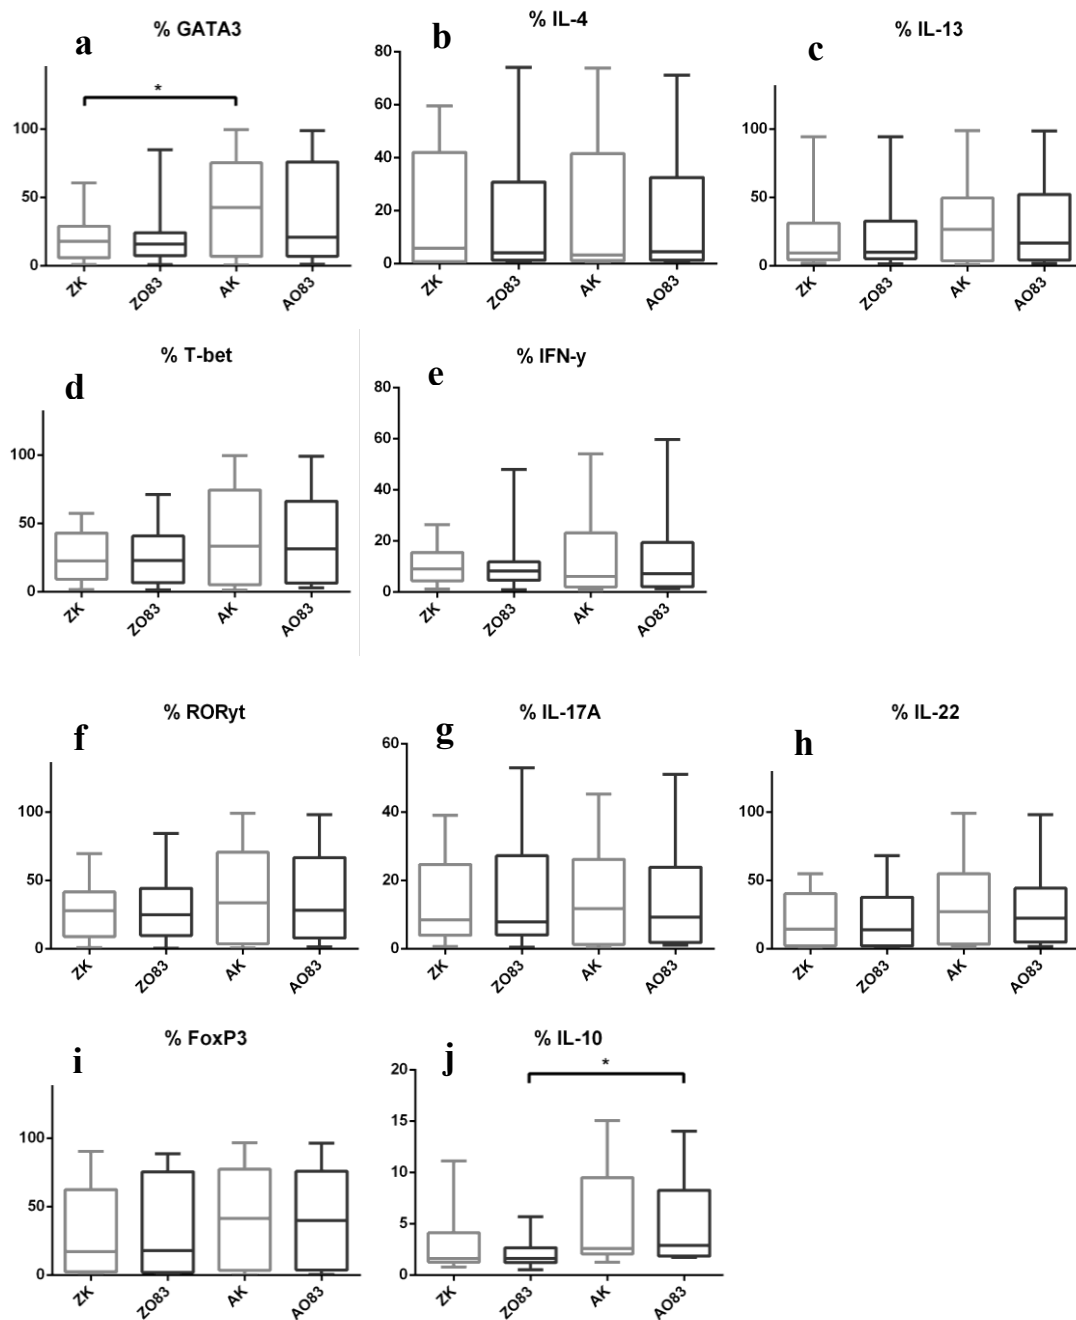 a
% GATA3
*
100
50
0
ZK
ZO83
AK
AO83
b
% IL-4
80
60
40
20
0
ZK
ZO83
AK
AO83
c
% IL-13
100
50
0
ZK
ZO83
AK
AO83
d
% T-bet
100
50
0
ZK
ZO83
AK
AO83
e
% IFN-y
80
60
40
20
0
ZK
ZO83
AK
AO83
f
% RORyt
100
50
0
ZK
ZO83
AK
AO83
g
% IL-17A
60
40
20
0
ZK
ZO83
AK
AO83
h
% IL-22
100
50
0
ZK
ZO83
AK
AO83
i
% FoxP3
100
50
0
ZK
ZO83
AK
AO83
j
% IL-10
*
20
15
10
5
0
ZK
ZO83
AK
AO83